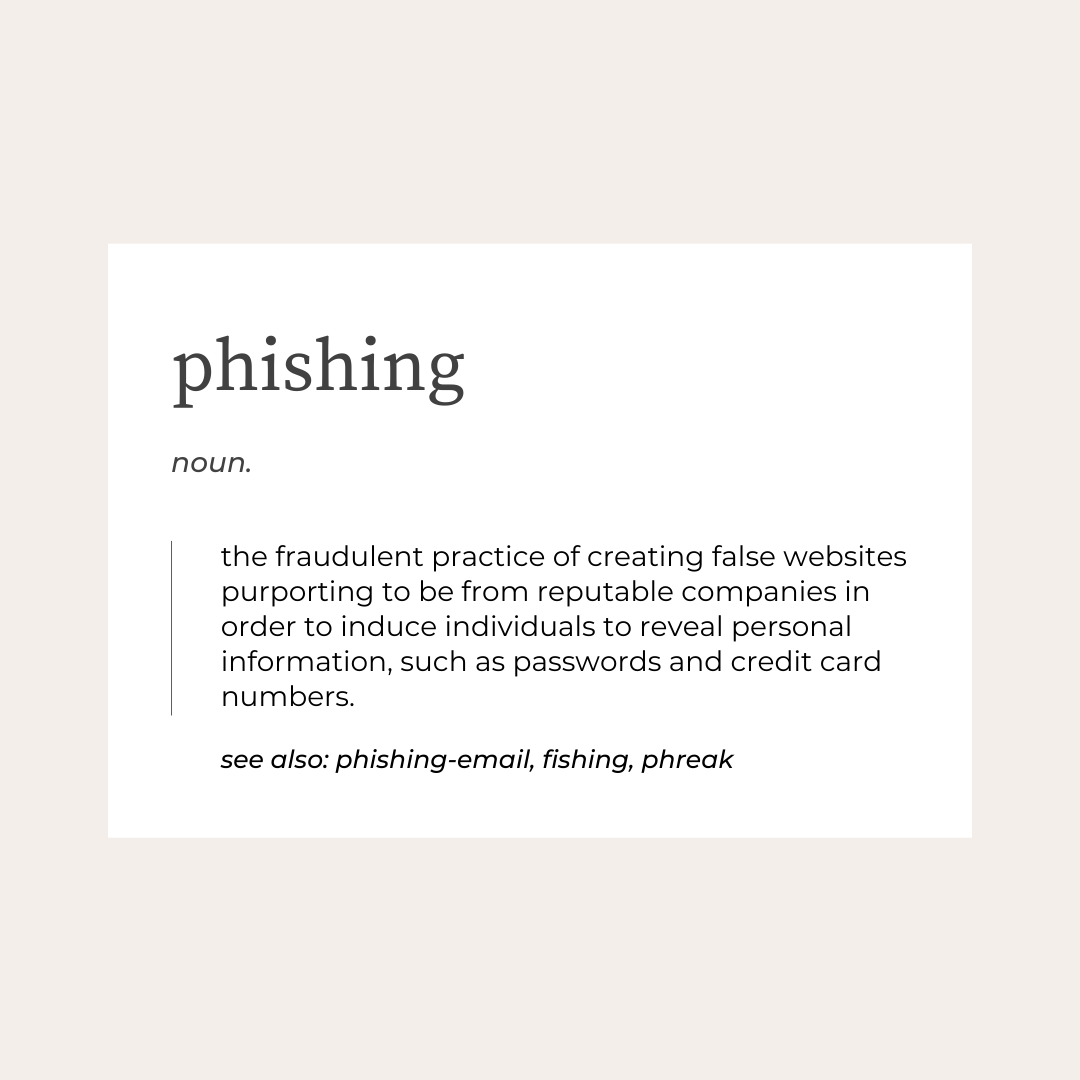 phishing
noun.
the fraudulent practice of creating false websites
purporting to be from reputable companies in
order to induce individuals to reveal personal
information, such as passwords and credit card
numbers.
see also: phishing-email, fishing, phreak